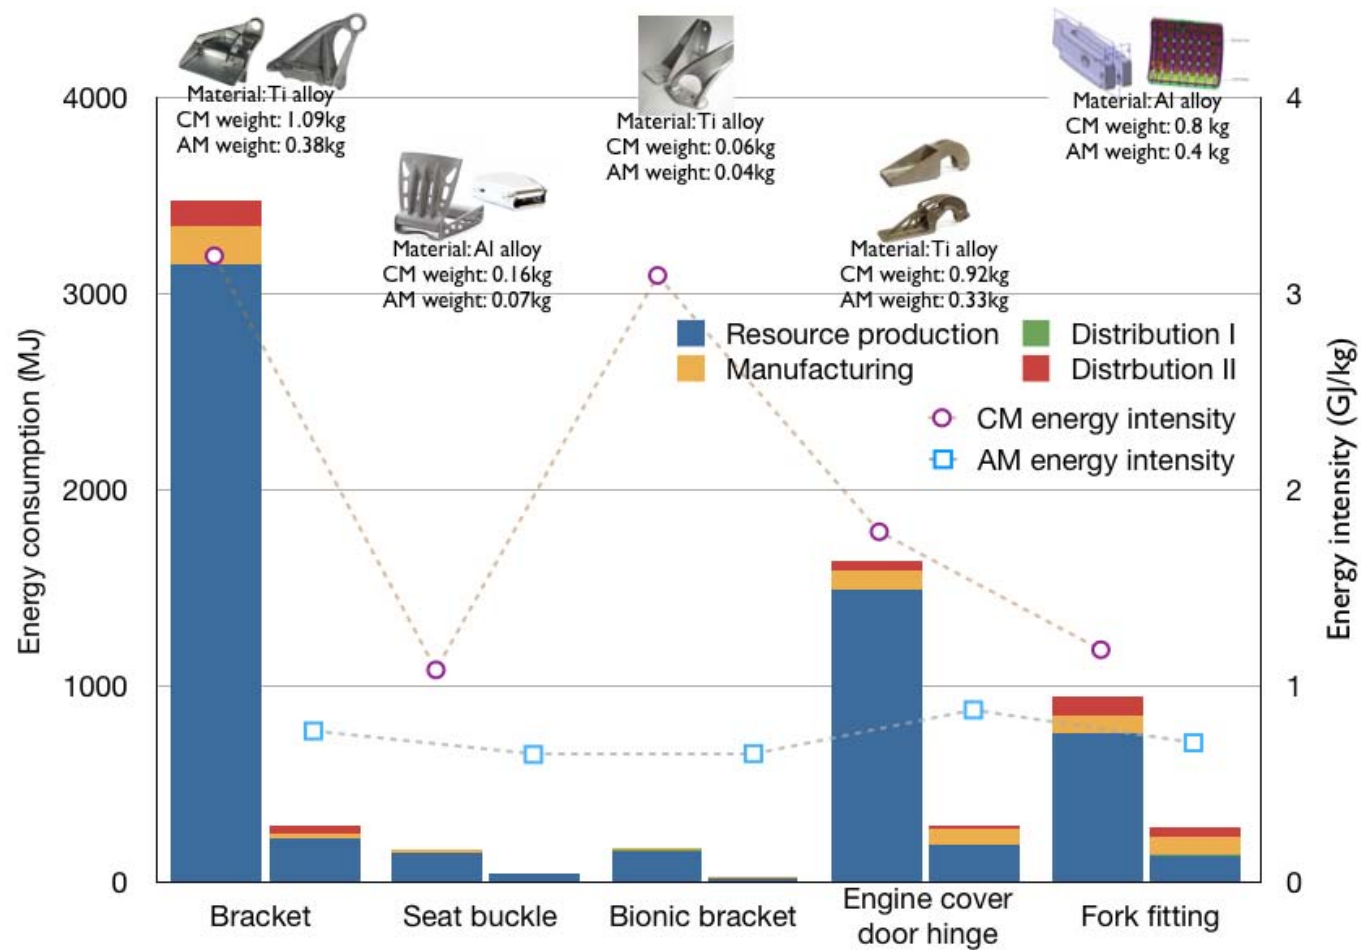 Material: Ti alloy
CM weight: 1.09kg
AM weight: 0.38kg
Material: Al alloy
CM weight: 0.16kg
AM weight: 0.07kg
Material: Ti alloy
CM weight: 0.06kg
AM weight: 0.04kg
Material: Ti alloy
CM weight: 0.92kg
AM weight: 0.33kg
Material: Al alloy
CM weight: 0.8 kg
AM weight: 0.4 kg
Energy consumption (MJ)
4000
3000
2000
1000
0
Resource production
Manufacturing
Distribution I
Distrbution II
CM energy intensity
AM energy intensity
4
3
2
1
0
Energy intensity (GJ/kg)
Bracket
Seat buckle
Bionic bracket
Engine cover
door hinge
Fork fitting